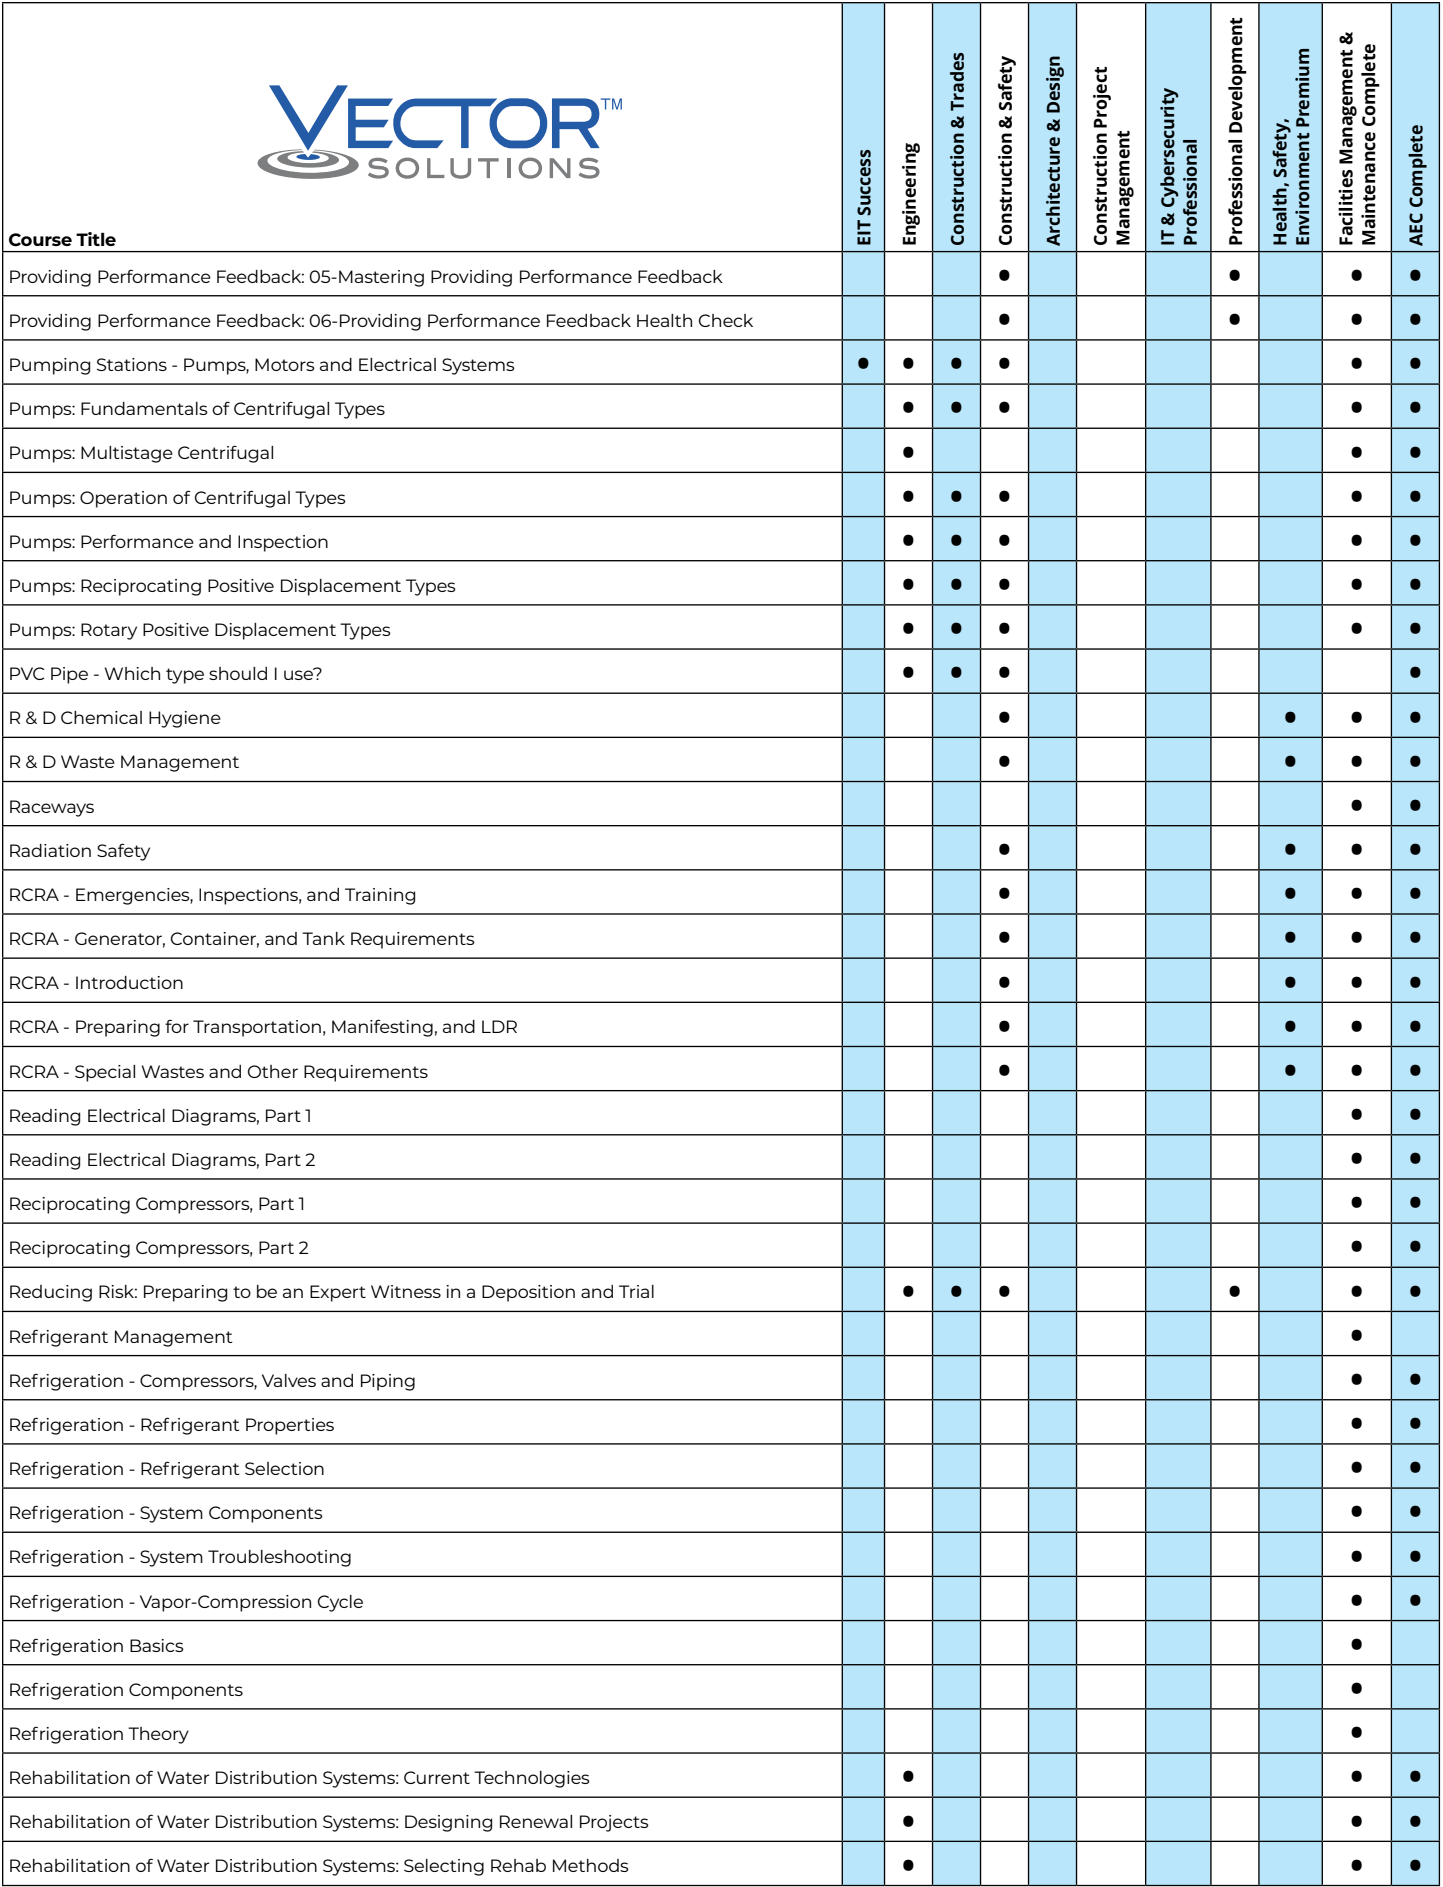 VECTOR™
SOLUTIONS
Course Title
EIT Success
Engineering
Construction & Trades
Construction & Safety
Architecture & Design
Construction Project
Management
IT & Cybersecurity
Professional
Professional Development
Health, Safety,
Environment Premium
Facilities Management &
Maintenance Complete
AEC Complete
Providing Performance Feedback: 05-Mastering Providing Performance Feedback • • • •
Providing Performance Feedback: 06-Providing Performance Feedback Health Check • • • •
Pumping Stations - Pumps, Motors and Electrical Systems • • • • • •
Pumps: Fundamentals of Centrifugal Types • • • • •
Pumps: Multistage Centrifugal • • •
Pumps: Operation of Centrifugal Types • • • • •
Pumps: Performance and Inspection • • • • •
Pumps: Reciprocating Positive Displacement Types • • • • •
Pumps: Rotary Positive Displacement Types • • • • •
PVC Pipe - Which type should I use? • • • •
R & D Chemical Hygiene • • • •
R & D Waste Management • • • •
Raceways • •
Radiation Safety • • • •
RCRA - Emergencies, Inspections, and Training • • • •
RCRA - Generator, Container, and Tank Requirements • • • •
RCRA - Introduction • • • •
RCRA - Preparing for Transportation, Manifesting, and LDR • • • •
RCRA - Special Wastes and Other Requirements • • • •
Reading Electrical Diagrams, Part 1 • •
Reading Electrical Diagrams, Part 2 • •
Reciprocating Compressors, Part 1 • •
Reciprocating Compressors, Part 2 • •
Reducing Risk: Preparing to be an Expert Witness in a Deposition and Trial • • • • • •
Refrigerant Management •
Refrigeration - Compressors, Valves and Piping • •
Refrigeration - Refrigerant Properties • •
Refrigeration - Refrigerant Selection • •
Refrigeration - System Components • •
Refrigeration - System Troubleshooting • •
Refrigeration - Vapor-Compression Cycle • •
Refrigeration Basics •
Refrigeration Components •
Refrigeration Theory •
Rehabilitation of Water Distribution Systems: Current Technologies • • •
Rehabilitation of Water Distribution Systems: Designing Renewal Projects • • •
Rehabilitation of Water Distribution Systems: Selecting Rehab Methods • • •